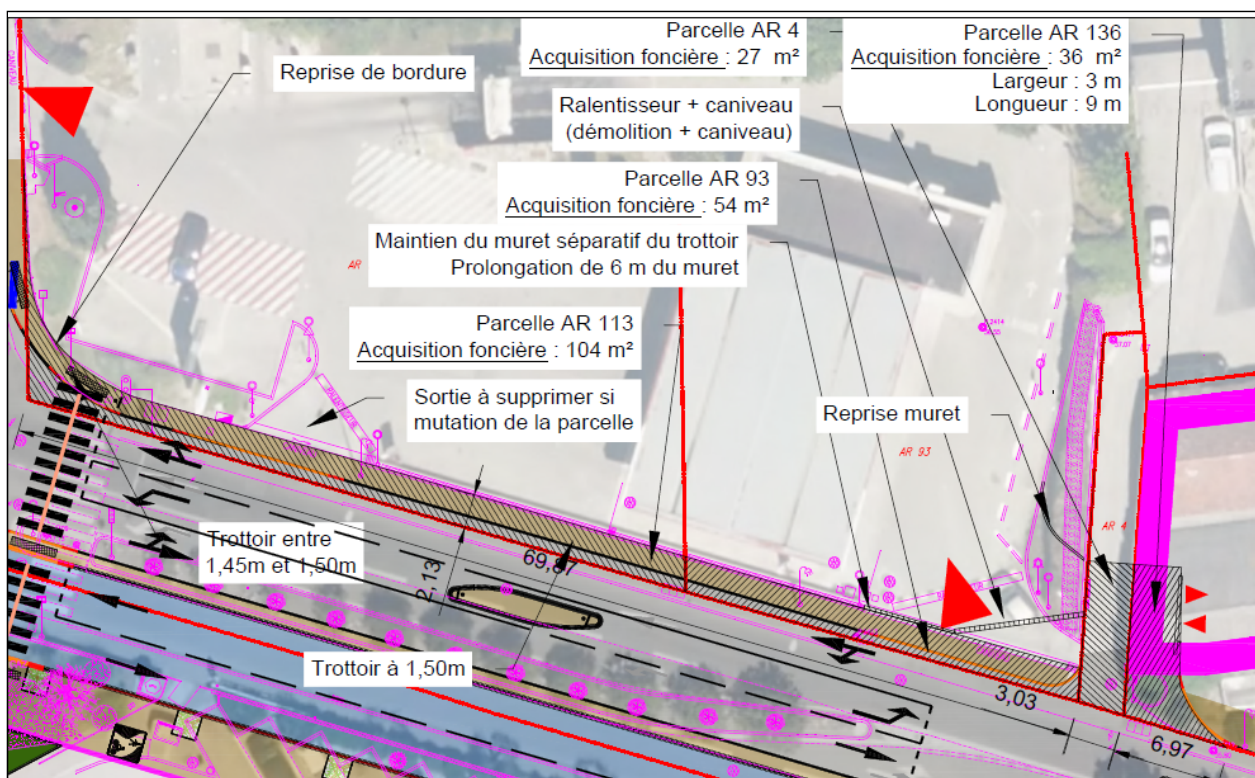 Parcelle AR 4
Acquisition foncière : 27 m²
Parcelle AR 136
Acquisition foncière : 36 m²
Largeur : 3 m
Longueur : 9 m
Reprise de bordure
Ralentisseur + caniveau
(démolition + caniveau)
Parcelle AR 93
Acquisition foncière : 54 m²
Maintien du muret séparatif du trottoir
Prolongation de 6 m du muret
AR
Parcelle AR 113
Acquisition foncière : 104 m²
Sortie à supprimer si
mutation de la parcelle
Reprise muret
AR 93
AR 4
Trottoir entre
1,45m et 1,50m
2,13
69,87
Trottoir à 1,50m
3,03
6,97